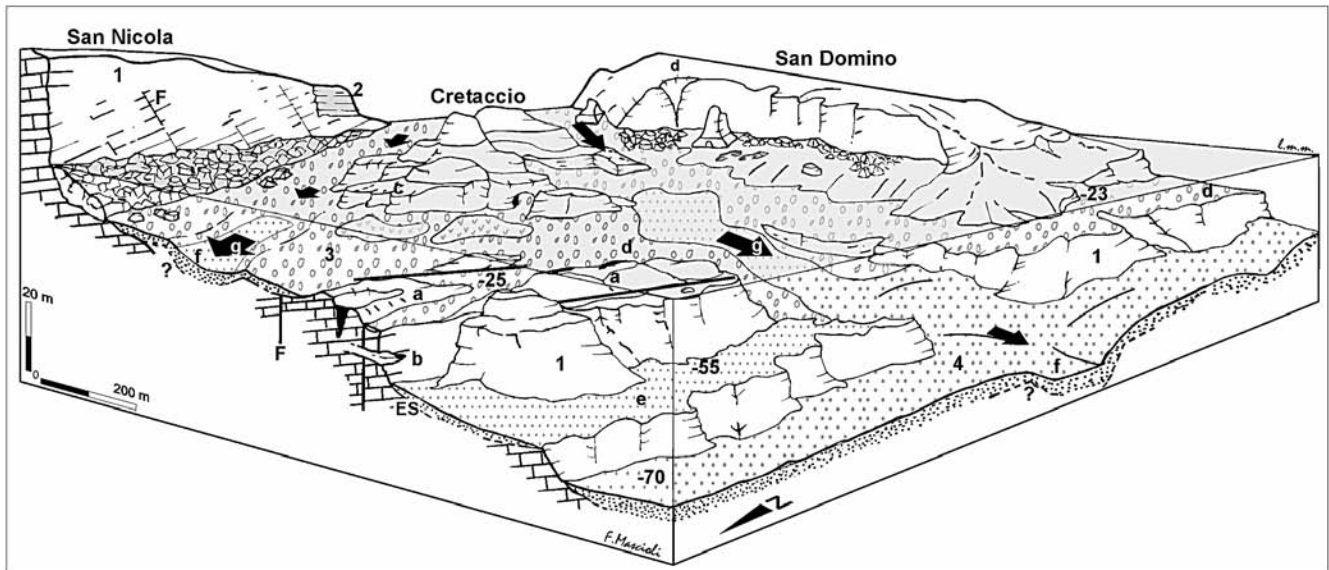 San Nicola
San Domino
Cretaccio
1
2
d
F
l.m.m.
c
-23
d
g
g
1
f
3
d
?
-25
a
a
F
b
1
-55
4
f
?
e
ES
-70
20 m
0
200 m
N
F. Mascioli